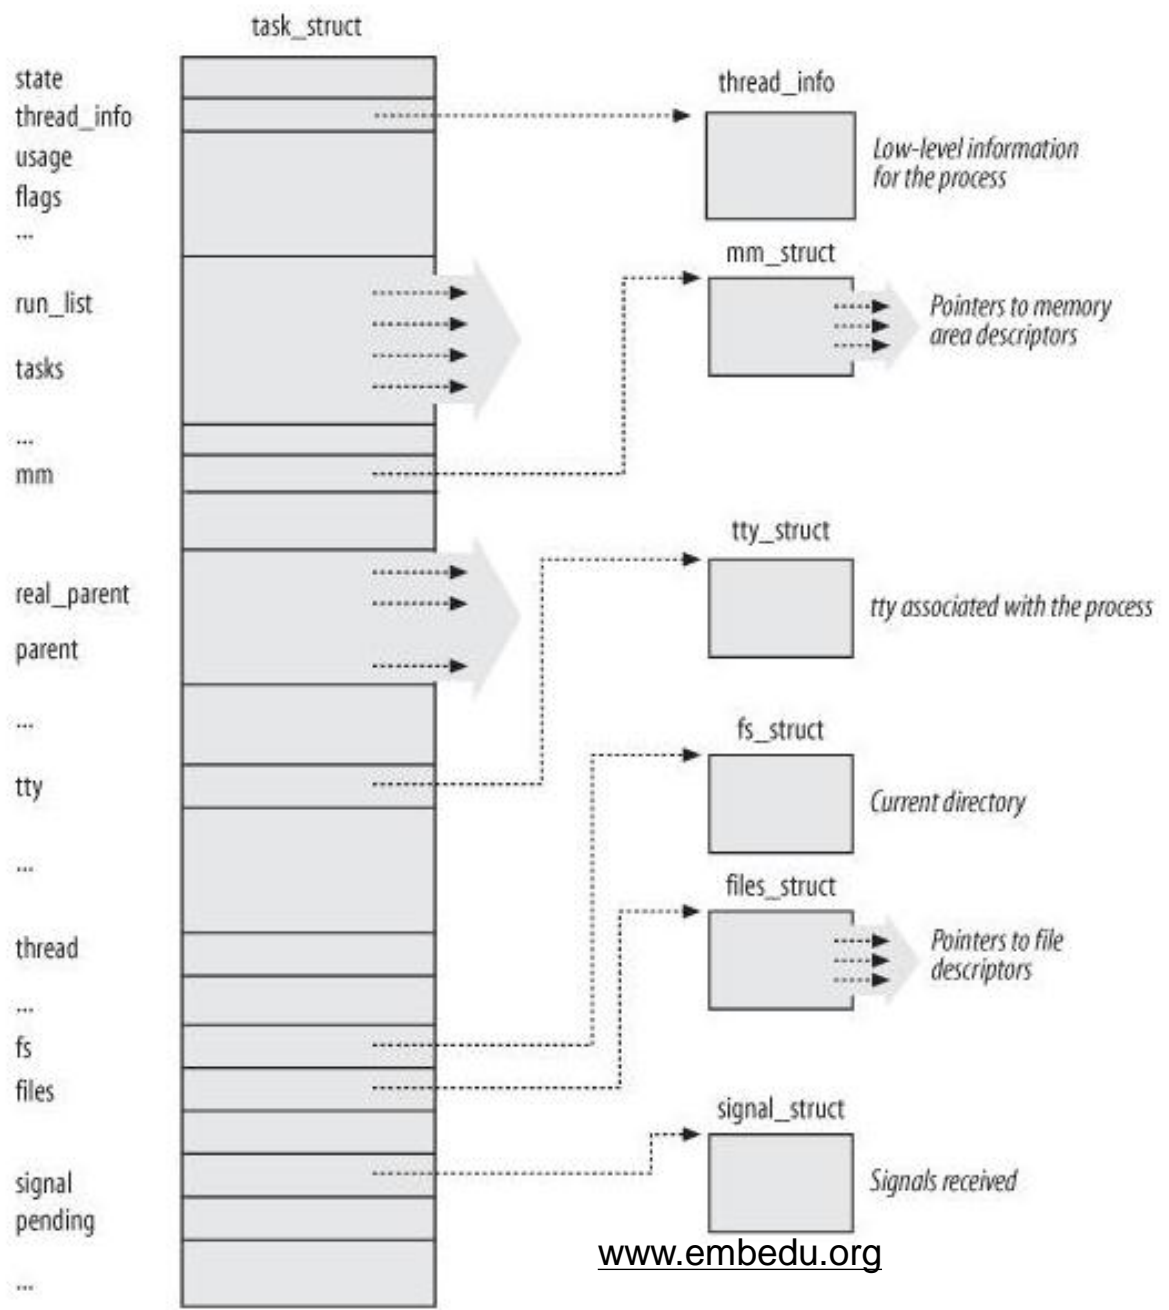 task_struct
state
thread_info
usage
flags
...
run_list
tasks
...
mm
real_parent
parent
...
tty
...
thread
...
fs
files
signal
pending
...
thread_info
Low-level information
for the process
mm_struct
Pointers to memory
area descriptors
tty_struct
tty associated with the process
fs_struct
Current directory
files_struct
Pointers to file
descriptors
signal_struct
Signals received
www.embedu.org